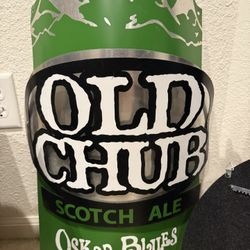 OLD
CHUB
SCOTCH ALE
OSKAR BLUES